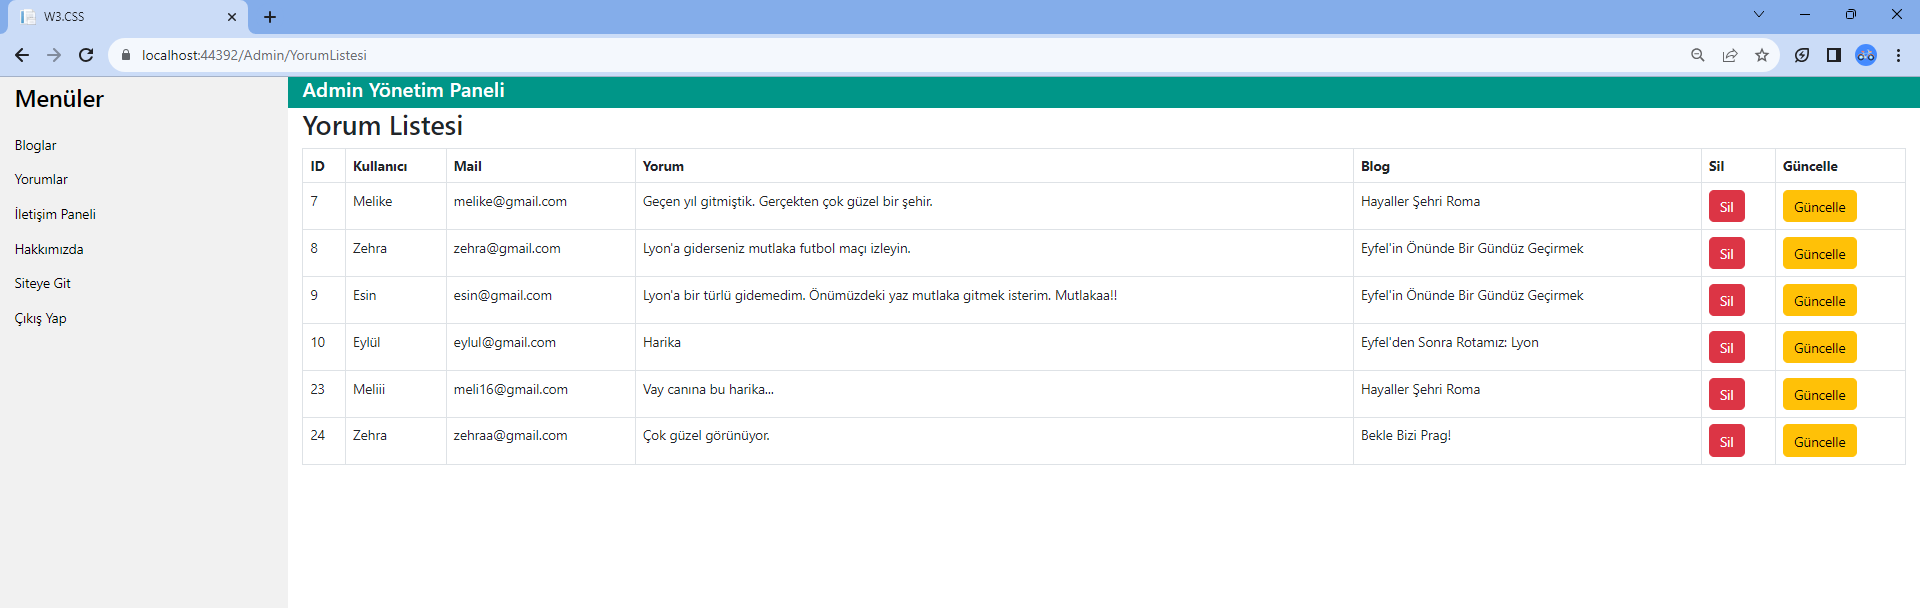 W3.CSS
localhost:44392/Admin/YorumListesi
Menüler
Bloglar
Yorumlar
İletişim Paneli
Hakkımızda
Siteye Git
Çıkış Yap
Admin Yönetim Paneli
Yorum Listesi
ID Kullanıcı Mail Yorum Blog Sil Güncelle
7 Melike melike@gmail.com Geçen yıl gitmiştik. Gerçekten çok güzel bir şehir. Hayaller Şehri Roma Sil Güncelle
8 Zehra zehra@gmail.com Lyon'a giderseniz mutlaka futbol maçı izleyin. Eyfel'in Önünde Bir Gündüz Geçirmek Sil Güncelle
9 Esin esin@gmail.com Lyon'a bir türlü gidemedim. Önümüzdeki yaz mutlaka gitmek isterim. Mutlakaa!! Eyfel'in Önünde Bir Gündüz Geçirmek Sil Güncelle
10 Eylül eylul@gmail.com Harika Eyfel'den Sonra Rotamız: Lyon Sil Güncelle
23 Meliii meli16@gmail.com Vay canına bu harika... Hayaller Şehri Roma Sil Güncelle
24 Zehra zehraa@gmail.com Çok güzel görünüyor. Bekle Bizi Prag! Sil Güncelle